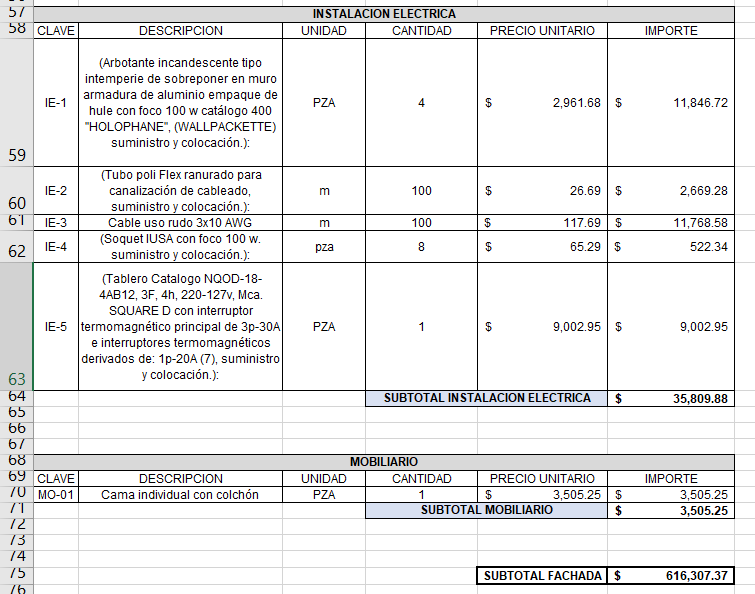 57 INSTALACION ELECTRICA
58 CLAVE DESCRIPCION UNIDAD CANTIDAD PRECIO UNITARIO IMPORTE
(Arbotante incandescente tipo
intemperie de sobreponer en muro
armadura de aluminio empaque de
IE-1 PZA 4 $ 2,961.68 $ 11,846.72
hule con foco 100 w catálogo 400
"HOLOPHANE", (WALLPACKETTE)
suministro y colocación.):
59
(Tubo poli Flex ranurado para
IE-2 canalización de cableado, m 100 $ 26.69 $ 2,669.28
60 suministro y colocación.):
61 IE-3 Cable uso rudo 3x10 AWG m 100 $ 117.69 $ 11,768.58
(Soquet IUSA con foco 100 w.
IE-4 pza 8 $ 65.29 $ 522.34
62 suministro y colocación.):
(Tablero Catalogo NQOD-18-
4AB12, 3F, 4h, 220-127v, Mca.
SQUARE D con interruptor
IE-5 termomagnético principal de 3p-30A PZA 1 $ 9,002.95 $ 9,002.95
e interruptores termomagnéticos
derivados de: 1p-20A (7), suministro
63 y colocación.):
64 SUBTOTAL INSTALACION ELECTRICA $ 35,809.88
65
66
67
68 MOBILIARIO
69 CLAVE DESCRIPCION UNIDAD CANTIDAD PRECIO UNITARIO IMPORTE
70 MO-01 Cama individual con colchón PZA 1 $ 3,505.25 $ 3,505.25
71 SUBTOTAL MOBILIARIO $ 3,505.25
72
73
74
75 SUBTOTAL FACHADA $ 616,307.37
76